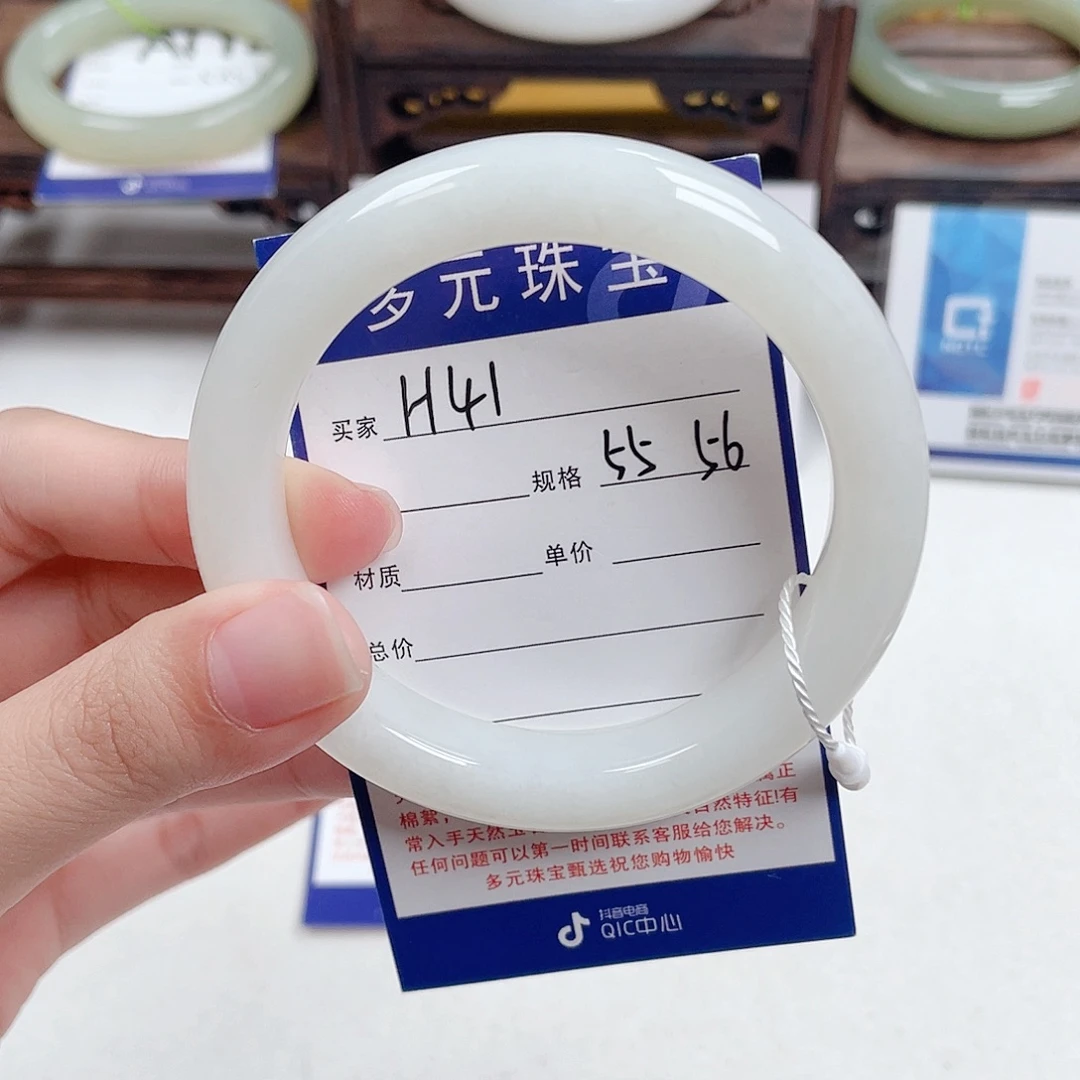 多元珠宝
买家 H41
规格 55 56
材质 单价
总价
棉絮，
常入手天然玉 自然特征!有
任何问题可以第一时间联系客服给您解决。
多元珠宝甄选祝您购物愉快
抖音电商
QIC中心